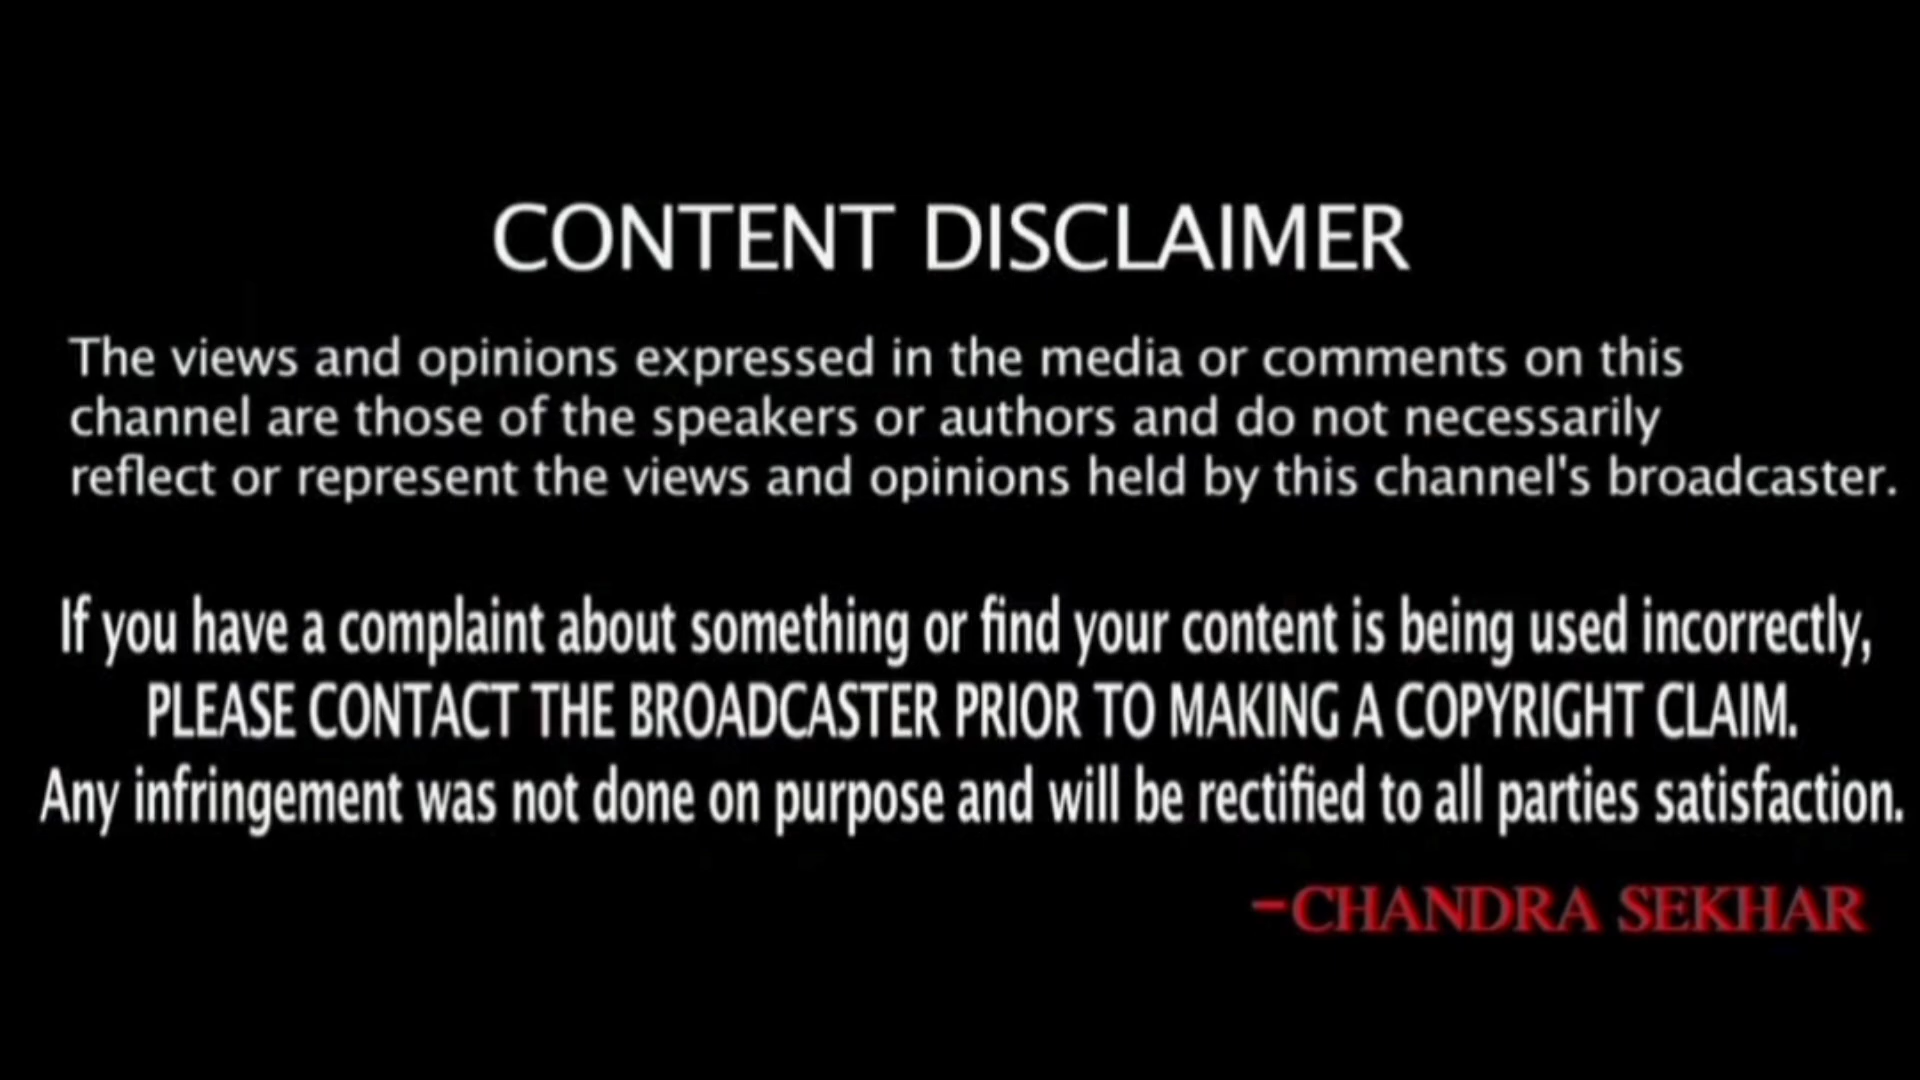 CONTENT DISCLAIMER
The views and opinions expressed in the media or comments on this
channel are those of the speakers or authors and do not necessarily
reflect or represent the views and opinions held by this channel's broadcaster.
If you have a complaint about something or find your content is being used incorrectly,
PLEASE CONTACT THE BROADCASTER PRIOR TO MAKING A COPYRIGHT CLAIM.
Any infringement was not done on purpose and will be rectified to all parties satisfaction.
-CHANDRA SEKHAR